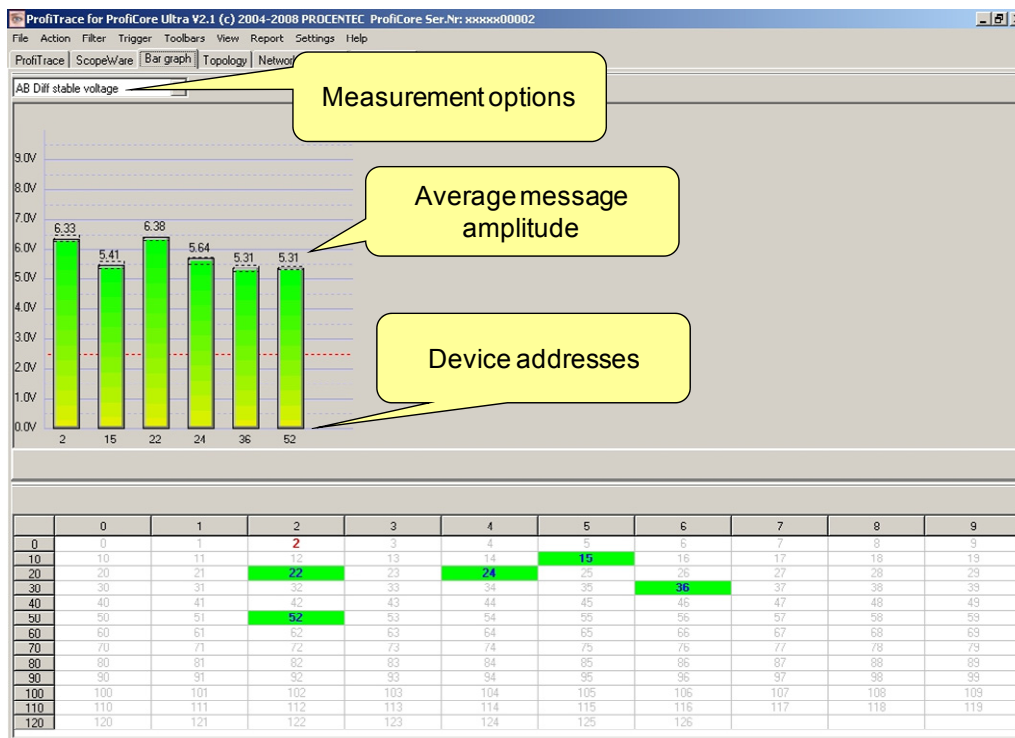 ProfiTrace for ProfiCore Ultra V2.1 (c) 2004-2008 PROCENTEC ProfiCore Ser.Nr: xxxxx00002
File Action Filter Trigger Toolbars View Report Settings Help
ProfiTrace ScopeWare Bar graph Topology
AB Diff stable voltage
Measurement options
9.0V
8.0V
7.0V
6.0V
5.0V
4.0V
3.0V
2.0V
1.0V
0.0V
6.33 5.41 6.38 5.64 5.31 5.31
Average message
amplitude
Device addresses
2 15 22 24 36 52
0 1 2 3 4 5 6 7 8 9
0 0 1 2 3 4 5 6 7 8 9
10 10 11 12 13 14 15 16 17 18 19
20 20 21 22 23 24 25 26 27 28 29
30 30 31 32 33 34 35 36 37 38 39
40 40 41 42 43 44 45 46 47 48 49
50 50 51 52 53 54 55 56 57 58 59
60 60 61 62 63 64 65 66 67 68 69
70 70 71 72 73 74 75 76 77 78 79
80 80 81 82 83 84 85 86 87 88 89
90 90 91 92 93 94 95 96 97 98 99
100 100 101 102 103 104 105 106 107 108 109
110 110 111 112 113 114 115 116 117 118 119
120 120 121 122 123 124 125 126